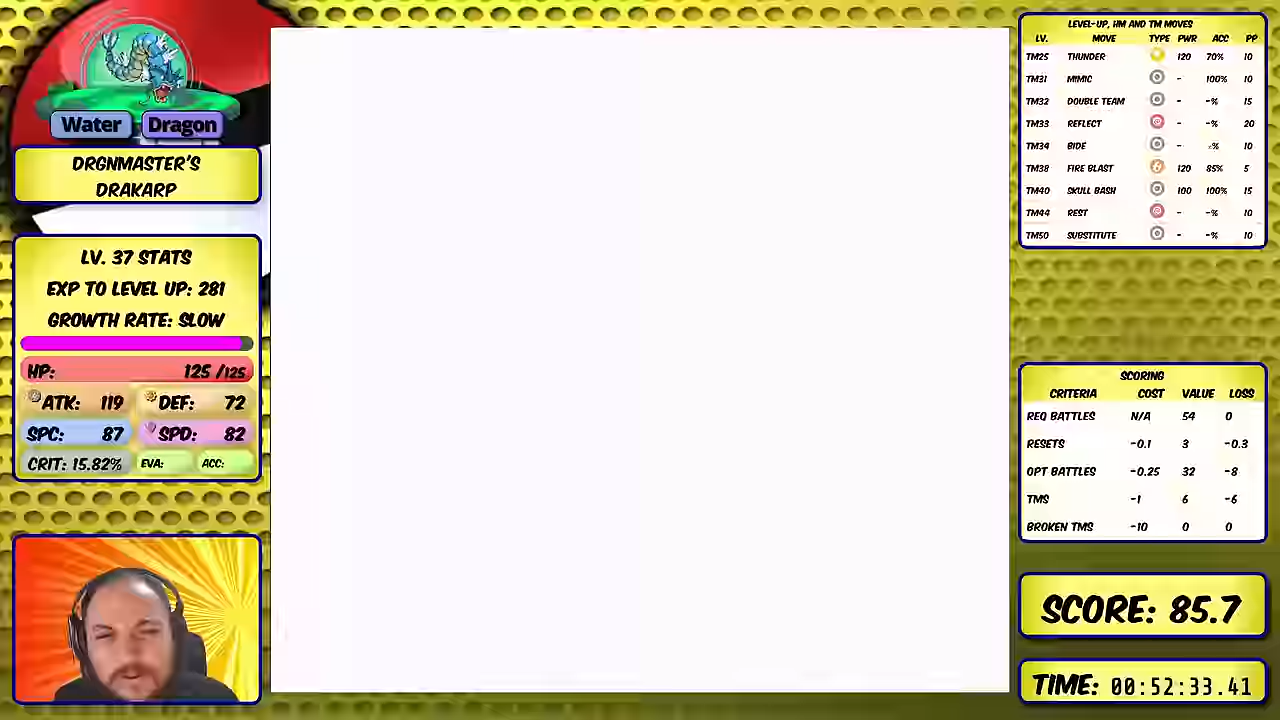 Water Dragon
DRGNMASTER'S
DRAKARP
LV. 37 STATS
EXP TO LEVEL UP: 281
GROWTH RATE: SLOW
HP: 125 /125
ATK: 119 DEF: 72
SPC: 87 SPD: 82
CRIT: 15.82% EVA: ACC:
LEVEL-UP, HM AND TM MOVES
LV. MOVE TYPE PWR ACC PP
TM25 THUNDER 120 70% 10
TM31 MIMIC - 100% 10
TM32 DOUBLE TEAM - -% 15
TM33 REFLECT - -% 20
TM34 BIDE - -% 10
TM38 FIRE BLAST 120 85% 5
TM40 SKULL BASH 100 100% 15
TM44 REST - -% 10
TM50 SUBSTITUTE - -% 10
SCORING
CRITERIA COST VALUE LOSS
REQ BATTLES N/A 54 0
RESETS -0.1 3 -0.3
OPT BATTLES -0.25 32 -8
TMS -1 6 -6
BROKEN TMS -10 0 0
SCORE: 85.7
TIME: 00:52:33.41